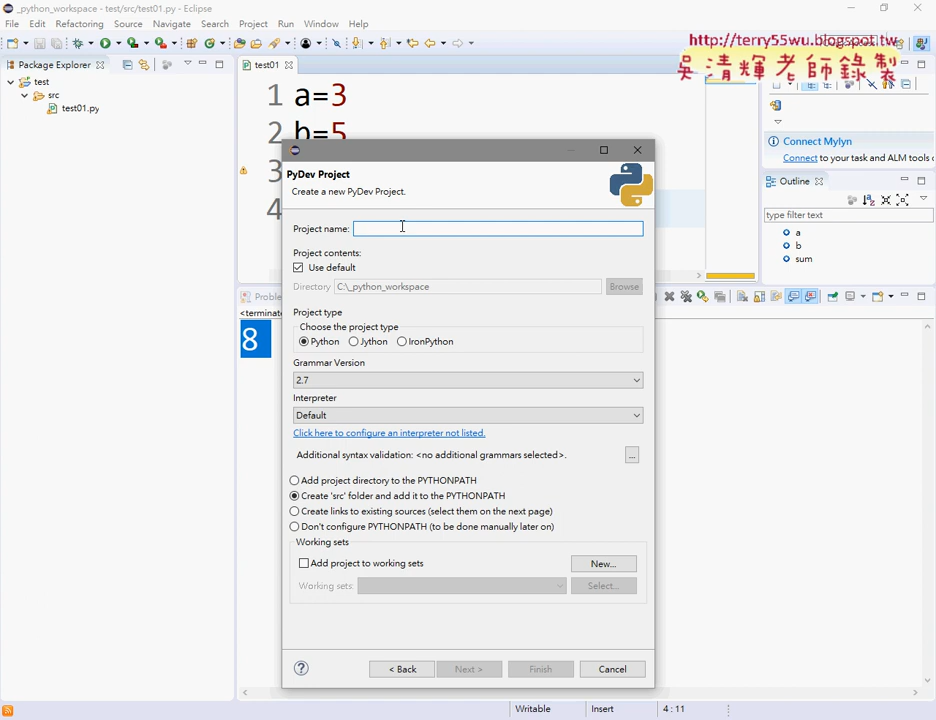 _python_workspace - test/src/test01.py - Eclipse
File Edit Refactoring Source Navigate Search Project Pydev Run Window Help
http://terry55wu.blogspot.tw
吳清輝老師錄製
Package Explorer
test
src
test01.py
test01
1 a=3
2 b=5
3
4
Connect Mylyn
Connect to your task and ALM tools
Outline
type filter text
a
b
sum
PyDev Project
Create a new PyDev Project.
Project name:
Project contents:
Use default
Directory C:\_python_workspace Browse
Project type
Choose the project type
Python Jython IronPython
Grammar Version
2.7
Interpreter
Default
Click here to configure an interpreter not listed.
Additional syntax validation: <no additional grammars selected>. ...
Add project directory to the PYTHONPATH
Create 'src' folder and add it to the PYTHONPATH
Create links to existing sources (select them on the next page)
Don't configure PYTHONPATH (to be done manually later on)
Working sets
Add project to working sets New...
Working sets: Select...
< Back Next > Finish Cancel
Proble
<termina
8
Writable Insert 4 : 11